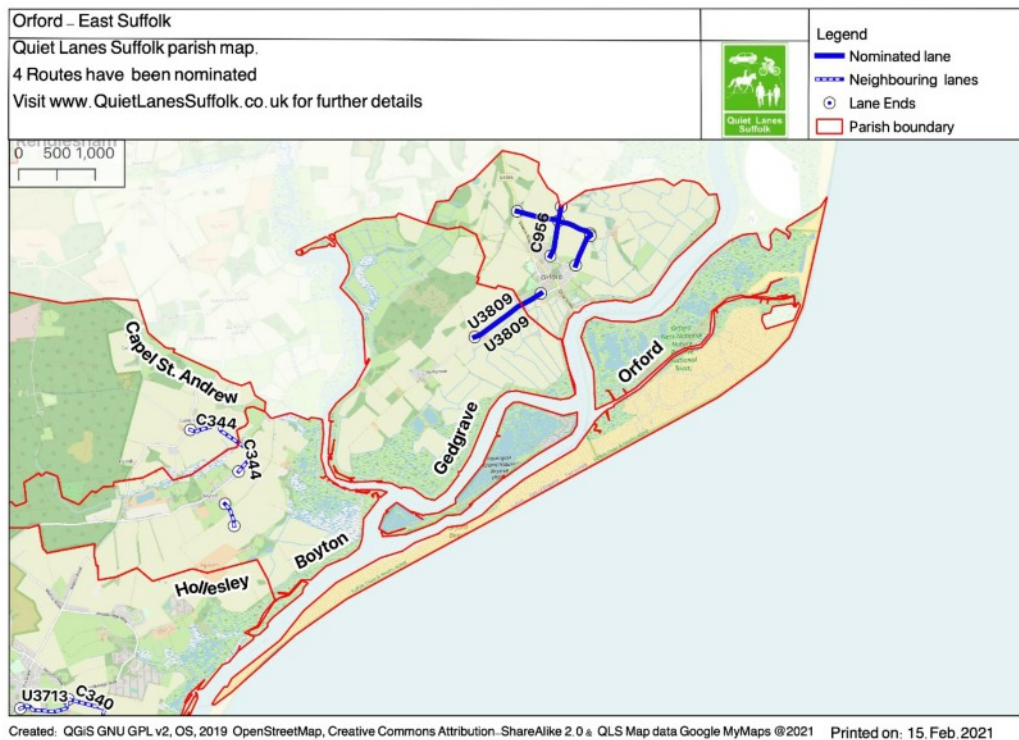 Orford – East Suffolk
Quiet Lanes Suffolk parish map.
4 Routes have been nominated
Visit www.QuietLanesSuffolk.co.uk for further details
Quiet Lanes
Suffolk
Legend
Nominated lane
Neighbouring lanes
Lane Ends
Parish boundary
Rendlesham
0 500 1,000
C956
Orford
U3809
U3809
Orford
Capel St. Andrew
Gedgrave
C344
C344
Boyton
Hollesley
U3713
C340
Created: QGiS GNU GPL v2, OS, 2019 OpenStreetMap, Creative Commons Attribution-ShareAlike 2.0 & QLS Map data Google MyMaps @2021
Printed on: 15.Feb.2021